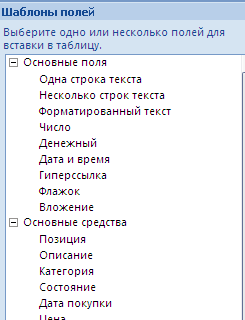 Шаблоны полей
Выберите одно или несколько полей для
вставки в таблицу.
Основные поля
Одна строка текста
Несколько строк текста
Форматированный текст
Число
Денежный
Дата и время
Гиперссылка
Флажок
Вложение
Основные средства
Позиция
Описание
Категория
Состояние
Дата покупки
Цена